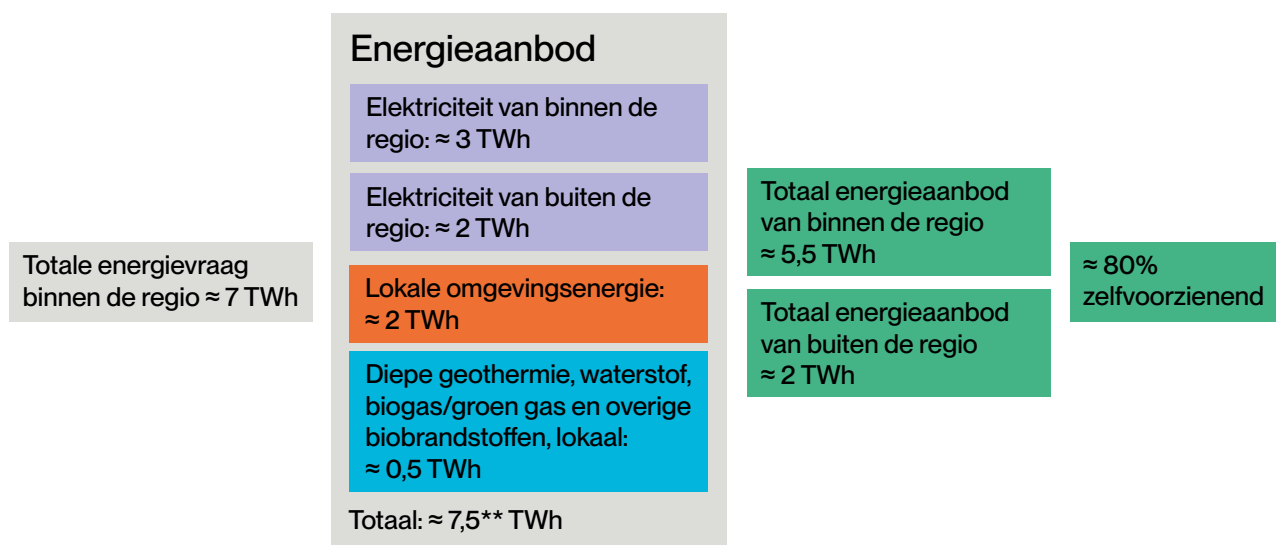 Totale energievraag
binnen de regio ≈ 7 TWh
Energieaanbod
Elektriciteit van binnen de
regio: ≈ 3 TWh
Elektriciteit van buiten de
regio: ≈ 2 TWh
Lokale omgevingsenergie:
≈ 2 TWh
Diepe geothermie, waterstof,
biogas/groen gas en overige
biobrandstoffen, lokaal:
≈ 0,5 TWh
Totaal: ≈ 7,5** TWh
Totaal energieaanbod
van binnen de regio
≈ 5,5 TWh
Totaal energieaanbod
van buiten de regio
≈ 2 TWh
≈ 80%
zelfvoorzienend